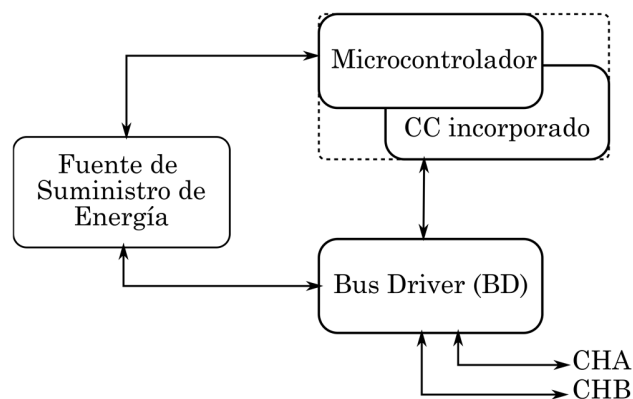 Microcontrolador
CC incorporado
Fuente de
Suministro de
Energía
Bus Driver (BD)
CHA
CHB